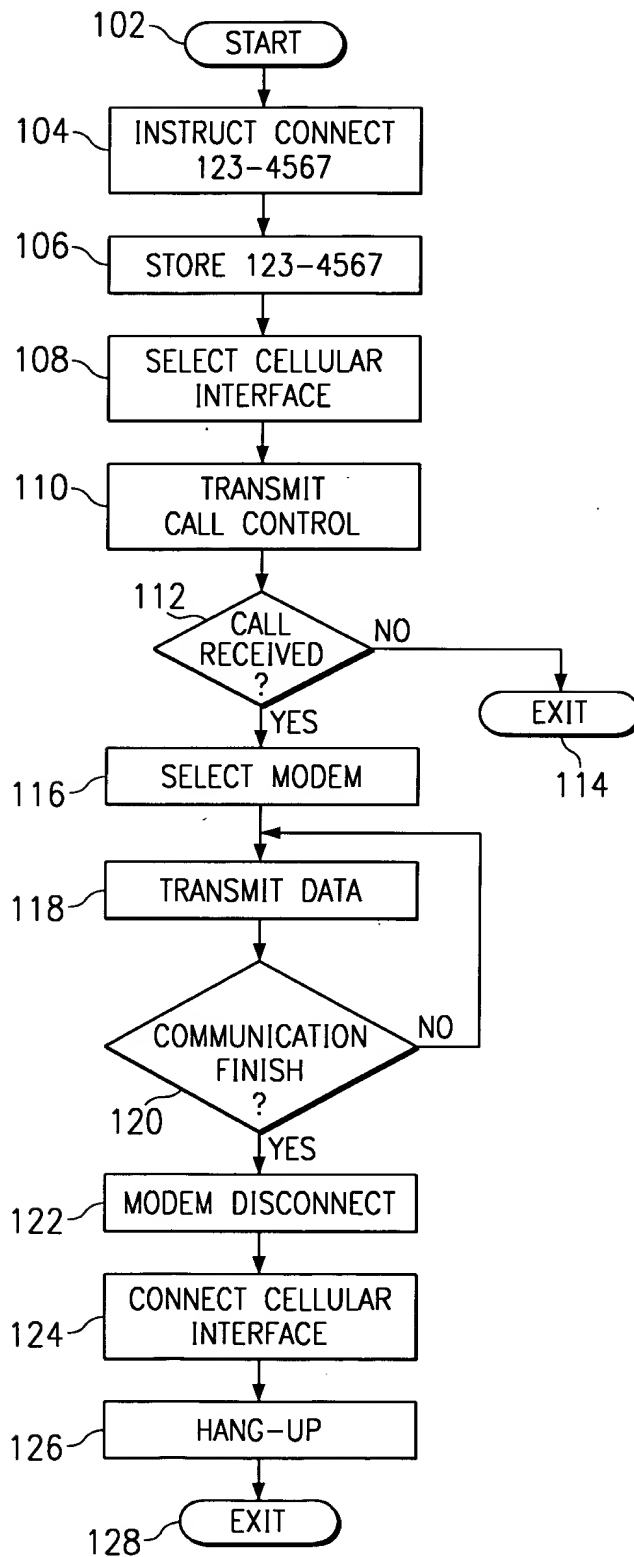 102
START
104
INSTRUCT CONNECT
123-4567
106
STORE 123-4567
108
SELECT CELLULAR
INTERFACE
110
TRANSMIT
CALL CONTROL
112
CALL
RECEIVED
?
NO
YES
EXIT
114
116
SELECT MODEM
118
TRANSMIT DATA
COMMUNICATION
FINISH
?
NO
120
YES
122
MODEM DISCONNECT
124
CONNECT CELLULAR
INTERFACE
126
HANG-UP
128
EXIT